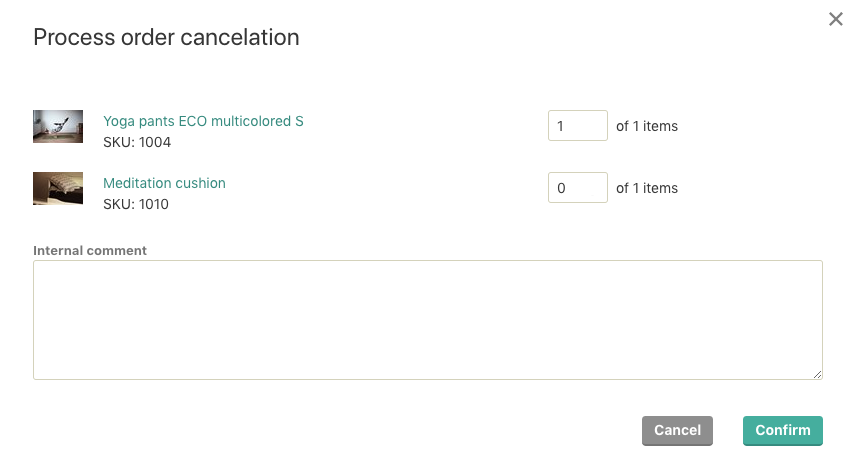 Process order cancelation
Yoga pants ECO multicolored S
SKU: 1004
1 of 1 items
Meditation cushion
SKU: 1010
0 of 1 items
Internal comment
Cancel
Confirm